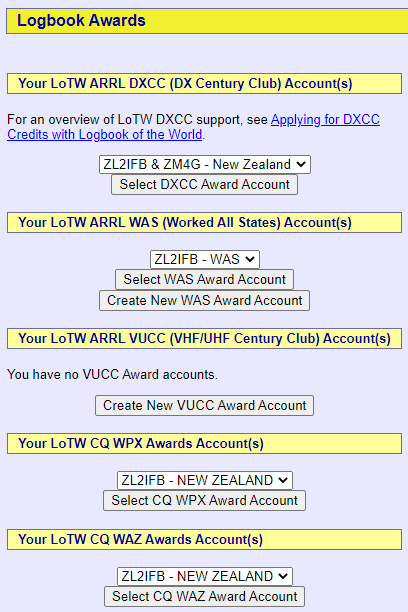 Logbook Awards
Your LoTW ARRL DXCC (DX Century Club) Account(s)
For an overview of LoTW DXCC support, see Applying for DXCC
Credits with Logbook of the World.
ZL2IFB & ZM4G - New Zealand
Select DXCC Award Account
Your LoTW ARRL WAS (Worked All States) Account(s)
ZL2IFB - WAS
Select WAS Award Account
Create New WAS Award Account
Your LoTW ARRL VUCC (VHF/UHF Century Club) Account(s)
You have no VUCC Award accounts.
Create New VUCC Award Account
Your LoTW CQ WPX Awards Account(s)
ZL2IFB - NEW ZEALAND
Select CQ WPX Award Account
Your LoTW CQ WAZ Awards Account(s)
ZL2IFB - NEW ZEALAND
Select CQ WAZ Award Account